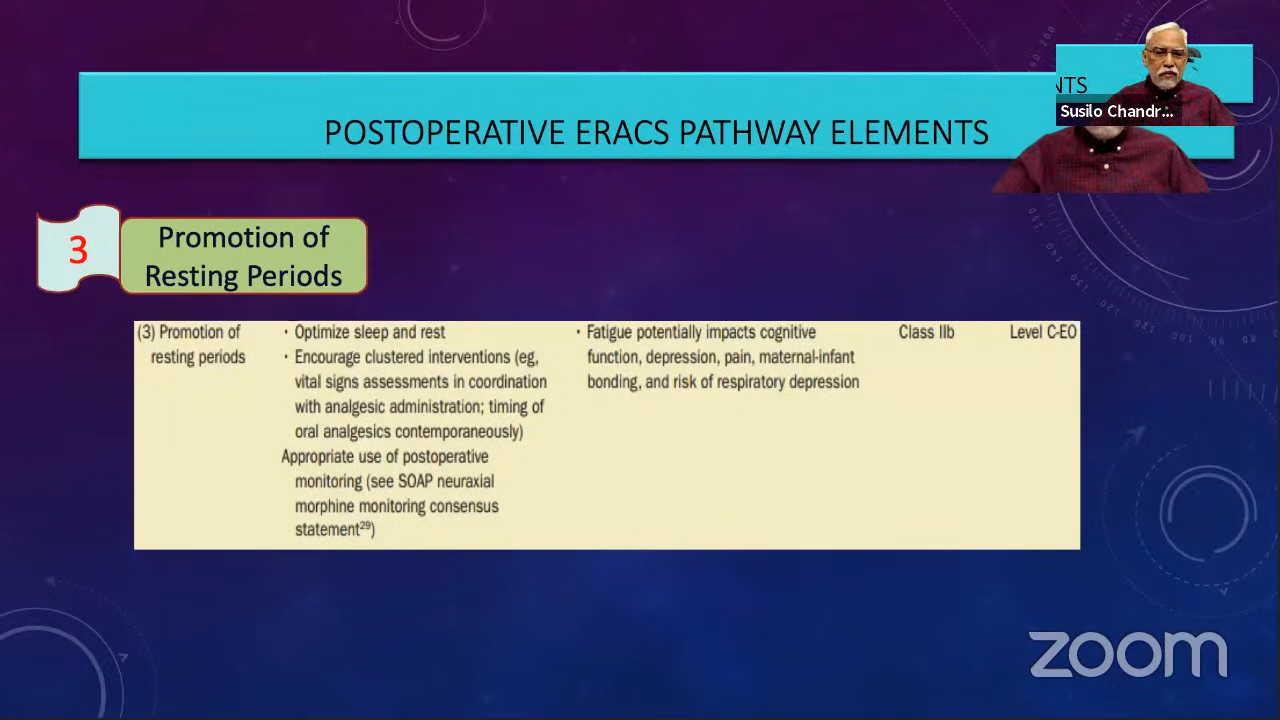 NTS
Susilo Chandr...
POSTOPERATIVE ERACS PATHWAY ELEMENTS
3
Promotion of
Resting Periods
(3) Promotion of
resting periods
• Optimize sleep and rest
• Encourage clustered interventions (eg,
vital signs assessments in coordination
with analgesic administration; timing of
oral analgesics contemporaneously)
Appropriate use of postoperative
monitoring (see SOAP neuraxial
morphine monitoring consensus
statement²⁹)
• Fatigue potentially impacts cognitive
function, depression, pain, maternal-infant
bonding, and risk of respiratory depression
Class IIb
Level C-EO
zoom